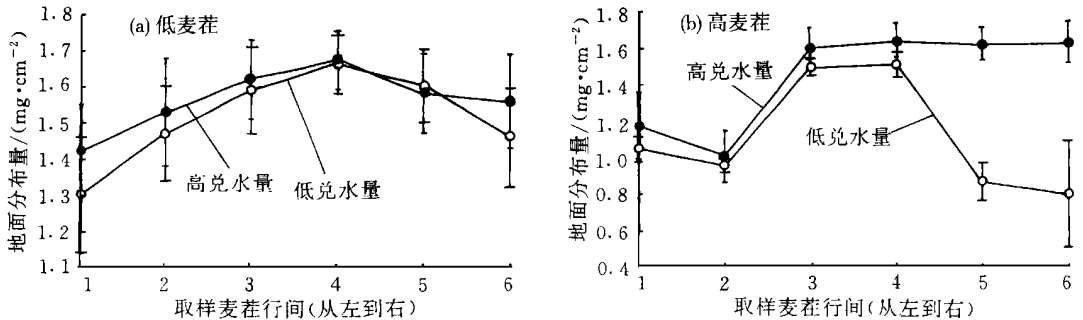 (a) 低麦茬
1.8
1.7
1.6
1.5
1.4
1.3
1.2
1.1
地面分布量/(mg·cm⁻²)
高兑水量
低兑水量
1 2 3 4 5 6
取样麦茬行间(从左到右)
(b) 高麦茬
1.8
1.6
1.4
1.2
1.0
0.8
0.6
0.4
地面分布量/(mg·cm⁻²)
高兑水量
低兑水量
1 2 3 4 5 6
取样麦茬行间(从左到右)